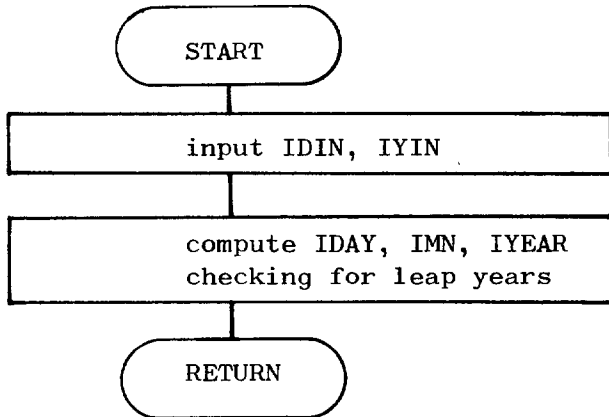 START
input IDIN, IYIN
compute IDAY, IMN, IYEAR
checking for leap years
RETURN